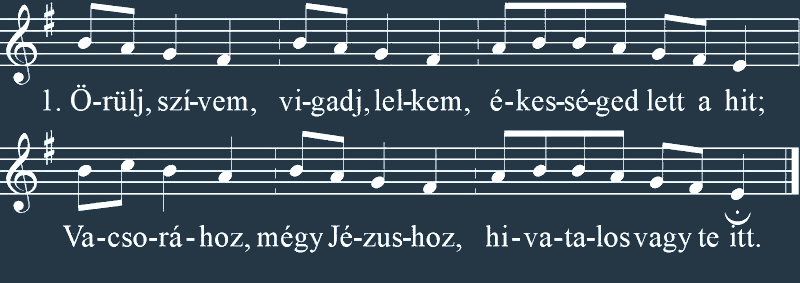 1. Ö-rülj, szí-vem, vi-gadj, lel-kem, é-kes-sé-ged lett a hit;
Va-cso-rá-hoz, mégy Jé-zus-hoz, hi-va-ta-los vagy te itt.